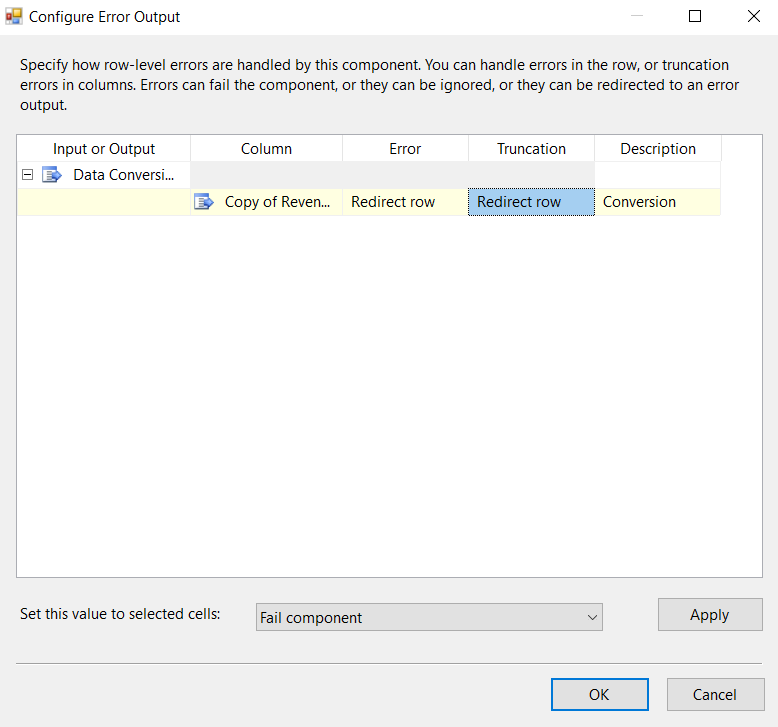 Configure Error Output
Specify how row-level errors are handled by this component. You can handle errors in the row, or truncation
errors in columns. Errors can fail the component, or they can be ignored, or they can be redirected to an error
output.
Input or Output Column Error Truncation Description
Data Conversi...
Copy of Reven... Redirect row Redirect row Conversion
Set this value to selected cells: Fail component Apply
OK Cancel